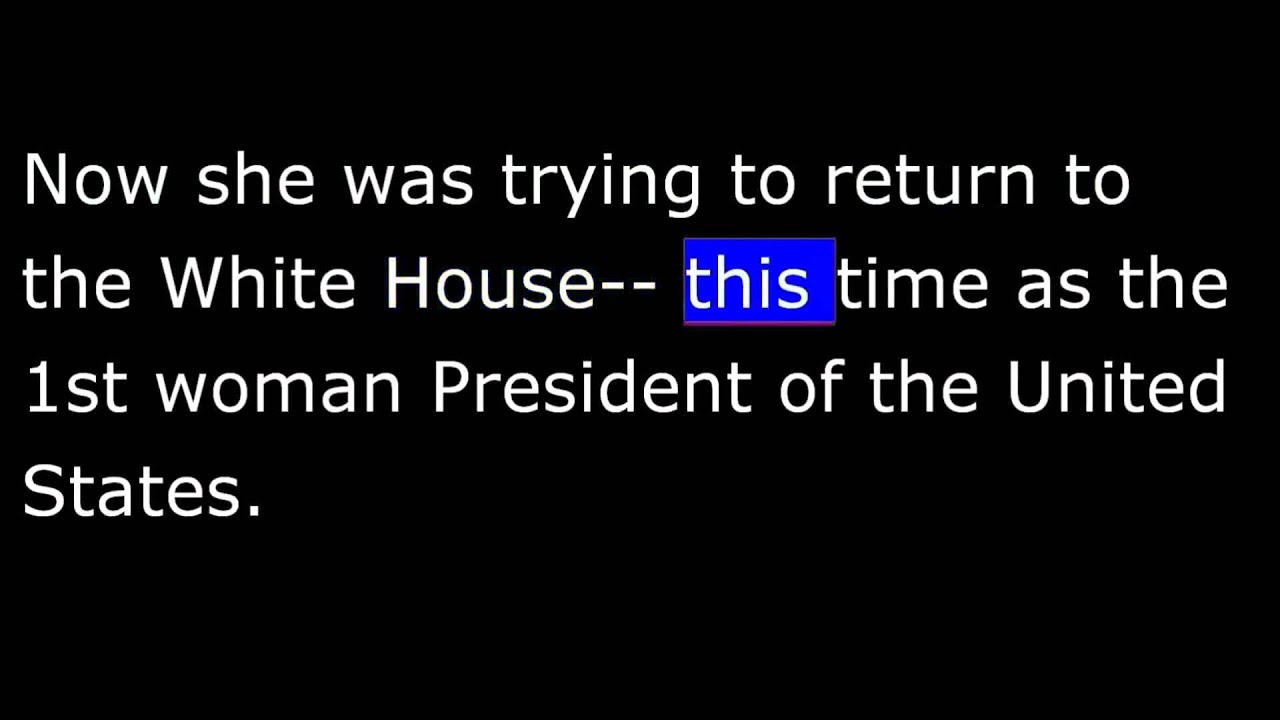 Now she was trying to return to
the White House-- this time as the
1st woman President of the United
States.